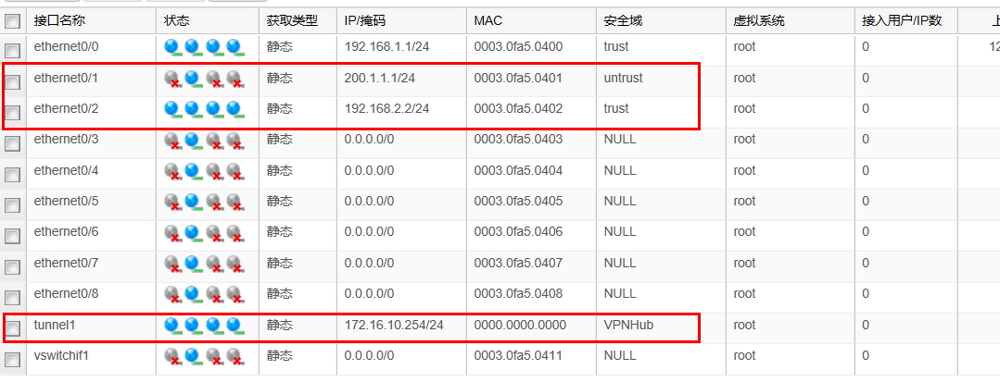 接口名称 状态 获取类型 IP/掩码 MAC 安全域 虚拟系统 接入用户/IP数 上
ethernet0/0 静态 192.168.1.1/24 0003.0fa5.0400 trust root 0 12
ethernet0/1 静态 200.1.1.1/24 0003.0fa5.0401 untrust root 0
ethernet0/2 静态 192.168.2.2/24 0003.0fa5.0402 trust root 0
ethernet0/3 静态 0.0.0.0/0 0003.0fa5.0403 NULL root 0
ethernet0/4 静态 0.0.0.0/0 0003.0fa5.0404 NULL root 0
ethernet0/5 静态 0.0.0.0/0 0003.0fa5.0405 NULL root 0
ethernet0/6 静态 0.0.0.0/0 0003.0fa5.0406 NULL root 0
ethernet0/7 静态 0.0.0.0/0 0003.0fa5.0407 NULL root 0
ethernet0/8 静态 0.0.0.0/0 0003.0fa5.0408 NULL root 0
tunnel1 静态 172.16.10.254/24 0000.0000.0000 VPNHub root 0
vswitchif1 静态 0.0.0.0/0 0003.0fa5.0411 NULL root 0